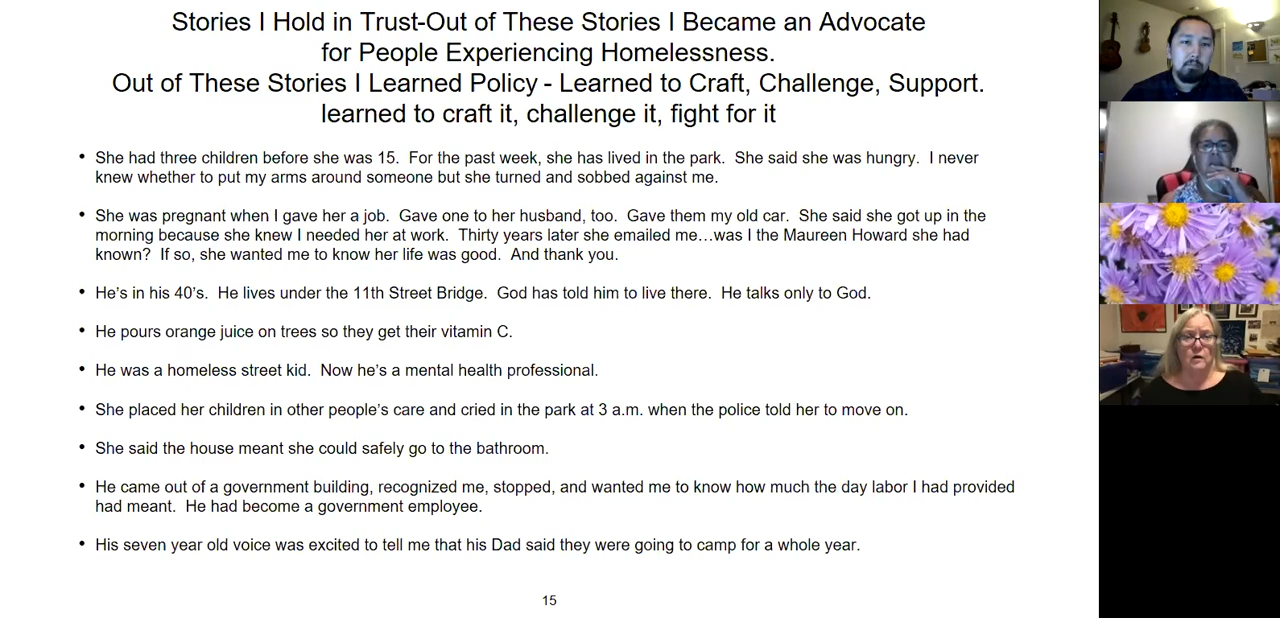 Stories I Hold in Trust-Out of These Stories I Became an Advocate
for People Experiencing Homelessness.
Out of These Stories I Learned Policy - Learned to Craft, Challenge, Support.
learned to craft it, challenge it, fight for it
• She had three children before she was 15. For the past week, she has lived in the park. She said she was hungry. I never
knew whether to put my arms around someone but she turned and sobbed against me.
• She was pregnant when I gave her a job. Gave one to her husband, too. Gave them my old car. She said she got up in the
morning because she knew I needed her at work. Thirty years later she emailed me…was I the Maureen Howard she had
known? If so, she wanted me to know her life was good. And thank you.
• He's in his 40's. He lives under the 11th Street Bridge. God has told him to live there. He talks only to God.
• He pours orange juice on trees so they get their vitamin C.
• He was a homeless street kid. Now he's a mental health professional.
• She placed her children in other people's care and cried in the park at 3 a.m. when the police told her to move on.
• She said the house meant she could safely go to the bathroom.
• He came out of a government building, recognized me, stopped, and wanted me to know how much the day labor I had provided
had meant. He had become a government employee.
• His seven year old voice was excited to tell me that his Dad said they were going to camp for a whole year.
15